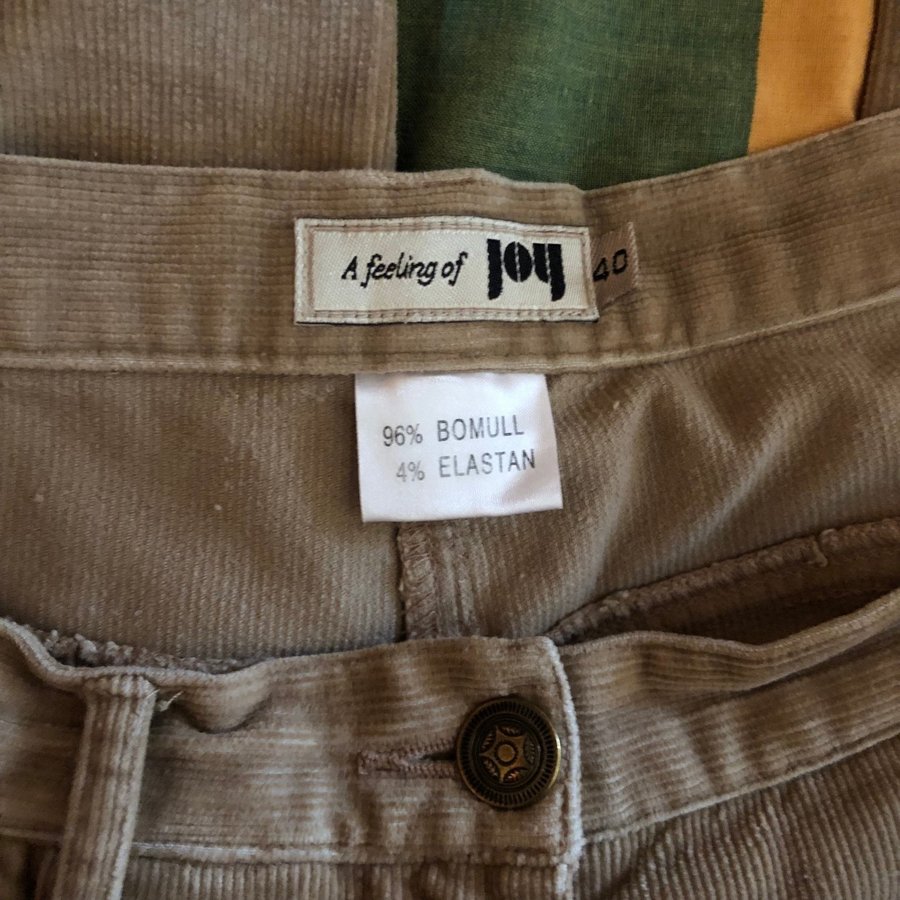 A feeling of JOY
40
96% BOMULL
4% ELASTAN